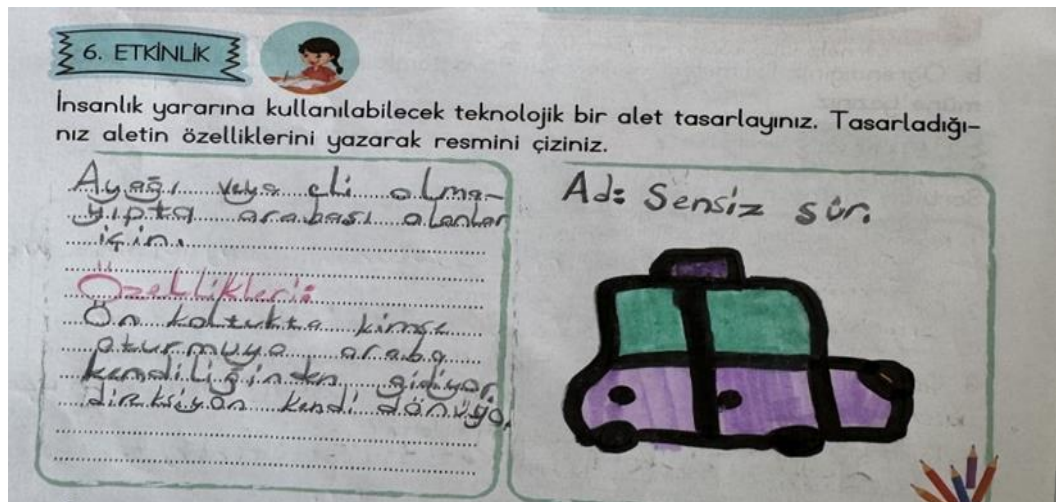 6. ETKİNLİK
İnsanlık yararına kullanılabilecek teknolojik bir alet tasarlayınız. Tasarladığı-
nız aletin özelliklerini yazarak resmini çiziniz.
Ayağı veya eli olma-
yıpta arabası olanlar
için.
Özellikleri:
Ön koltukta kimse
oturmuyo araba
kendiliğinden gidiyor
direksiyon kendi dönüyo.
Ad: Sensiz sür.